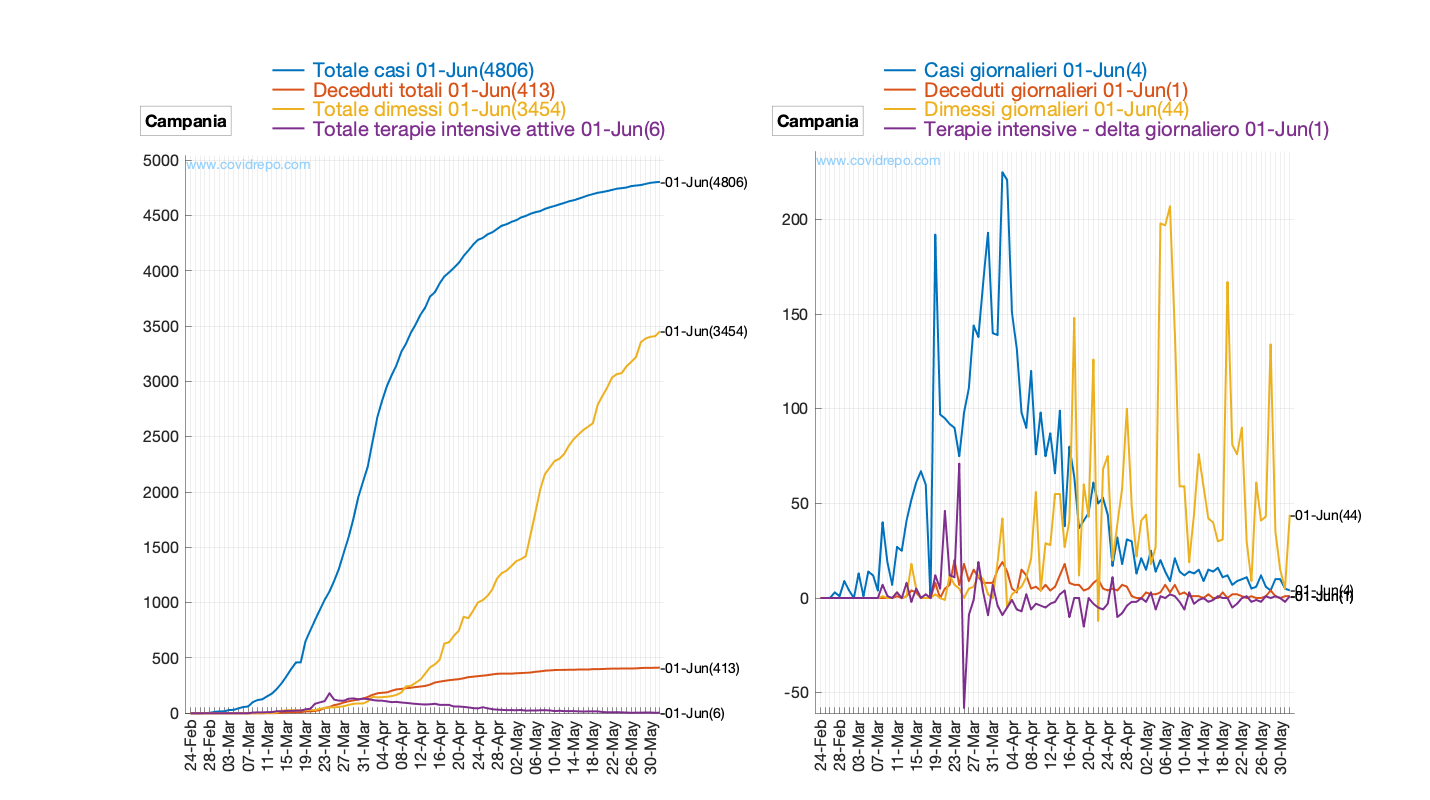 Totale casi 01-Jun(4806)
Deceduti totali 01-Jun(413)
Totale dimessi 01-Jun(3454)
Totale terapie intensive attive 01-Jun(6)
Campania
www.covidrepo.com
5000
4500
4000
3500
3000
2500
2000
1500
1000
500
0
-01-Jun(4806)
-01-Jun(3454)
-01-Jun(413)
-01-Jun(6)
24-Feb
28-Feb
03-Mar
07-Mar
11-Mar
15-Mar
19-Mar
23-Mar
27-Mar
31-Mar
04-Apr
08-Apr
12-Apr
16-Apr
20-Apr
24-Apr
28-Apr
02-May
06-May
10-May
14-May
18-May
22-May
26-May
30-May
Casi giornalieri 01-Jun(4)
Deceduti giornalieri 01-Jun(1)
Dimessi giornalieri 01-Jun(44)
Terapie intensive - delta giornaliero 01-Jun(1)
Campania
www.covidrepo.com
200
150
100
50
0
-50
-01-Jun(44)
-01-Jun(4)
-01-Jun(1)
24-Feb
28-Feb
03-Mar
07-Mar
11-Mar
15-Mar
19-Mar
23-Mar
27-Mar
31-Mar
04-Apr
08-Apr
12-Apr
16-Apr
20-Apr
24-Apr
28-Apr
02-May
06-May
10-May
14-May
18-May
22-May
26-May
30-May